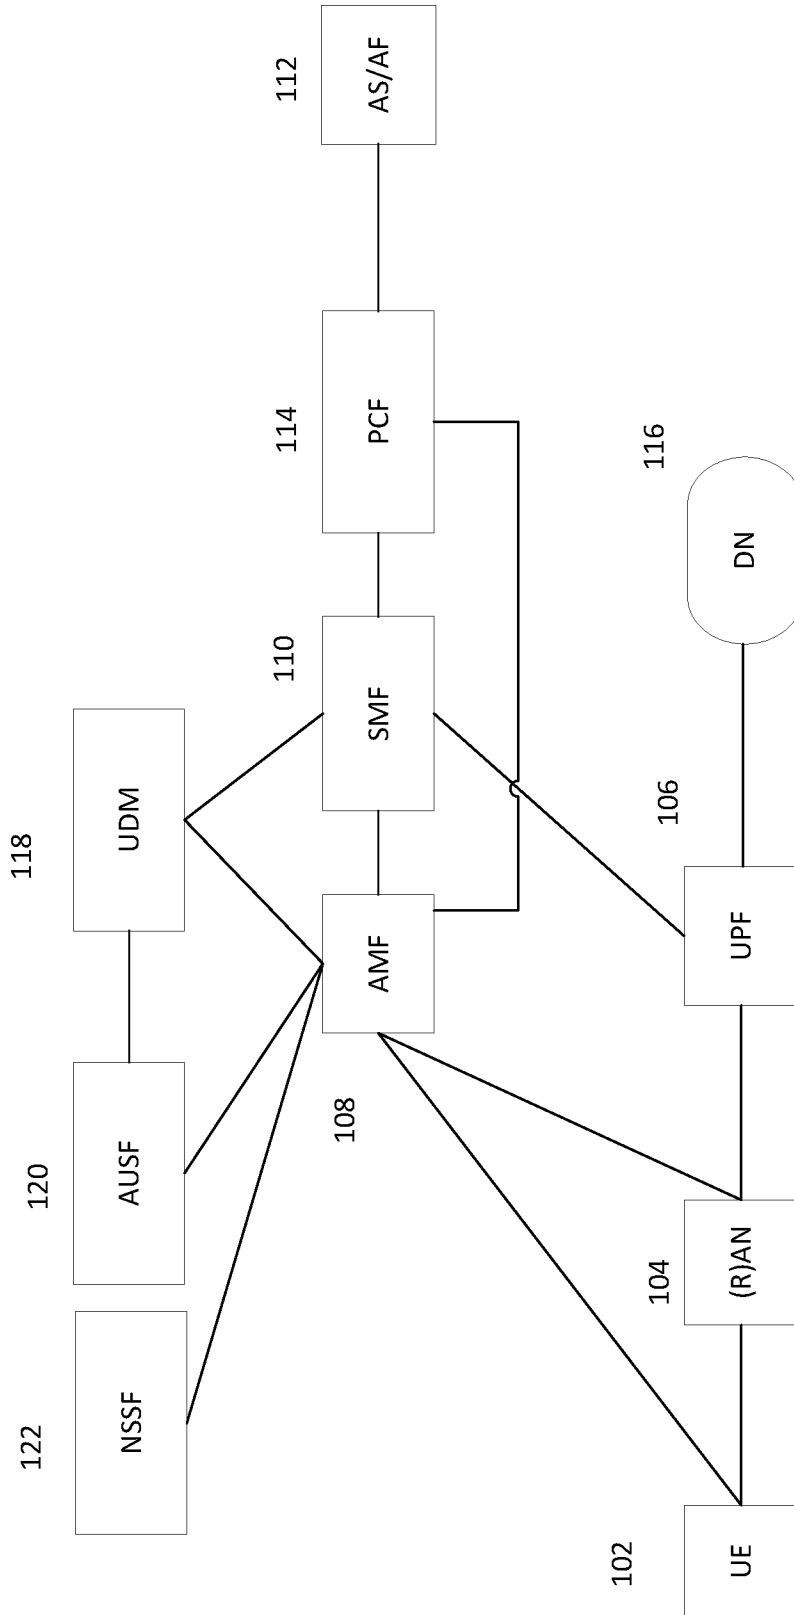 122
NSSF
120
AUSF
118
UDM
108
AMF
110
SMF
114
PCF
112
AS/AF
102
UE
104
(R)AN
106
UPF
116
DN